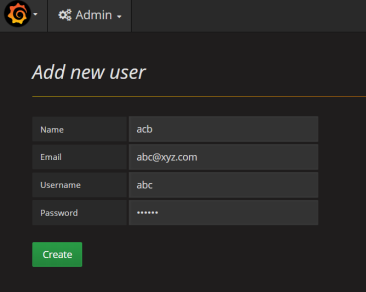 Admin
Add new user
Name acb
Email abc@xyz.com
Username abc
Password ••••••
Create